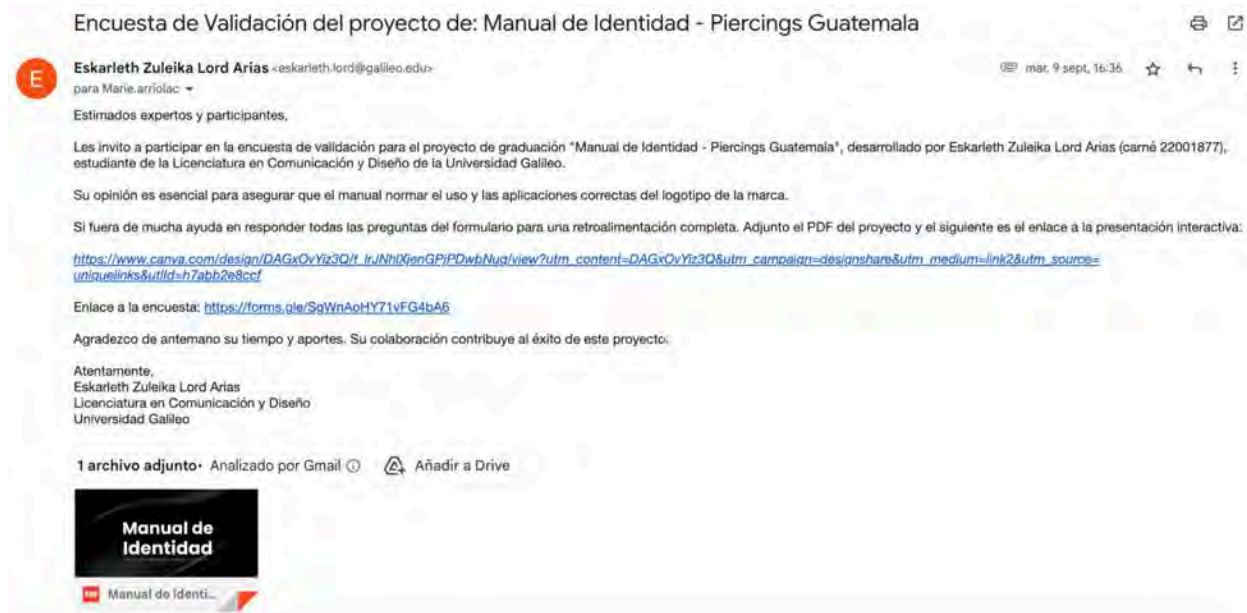 Encuesta de Validación del proyecto de: Manual de Identidad - Piercings Guatemala
E
Eskarleth Zuleika Lord Arias <eskarleth.lord@galileo.edu>
mar, 9 sept, 16:36
para Marie.arriolac
Estimados expertos y participantes,
Les invito a participar en la encuesta de validación para el proyecto de graduación "Manual de Identidad - Piercings Guatemala", desarrollado por Eskarleth Zuleika Lord Arias (carné 22001877),
estudiante de la Licenciatura en Comunicación y Diseño de la Universidad Galileo.
Su opinión es esencial para asegurar que el manual normar el uso y las aplicaciones correctas del logotipo de la marca.
Si fuera de mucha ayuda en responder todas las preguntas del formulario para una retroalimentación completa. Adjunto el PDF del proyecto y el siguiente es el enlace a la presentación interactiva:
https://www.canva.com/design/DAGxOvYiz3Q/t_IrJNhlXjenGPjPDwbNug/view?utm_content=DAGxOvYiz3Q&utm_campaign=designshare&utm_medium=link2&utm_source=
uniquelinks&utlId=h7abb2e8ccf
Enlace a la encuesta: https://forms.gle/SgWnAoHY71vFG4bA6
Agradezco de antemano su tiempo y aportes. Su colaboración contribuye al éxito de este proyecto.
Atentamente,
Eskarleth Zuleika Lord Arias
Licenciatura en Comunicación y Diseño
Universidad Galileo
1 archivo adjunto • Analizado por Gmail
Añadir a Drive
Manual de
Identidad
Manual de Identi...